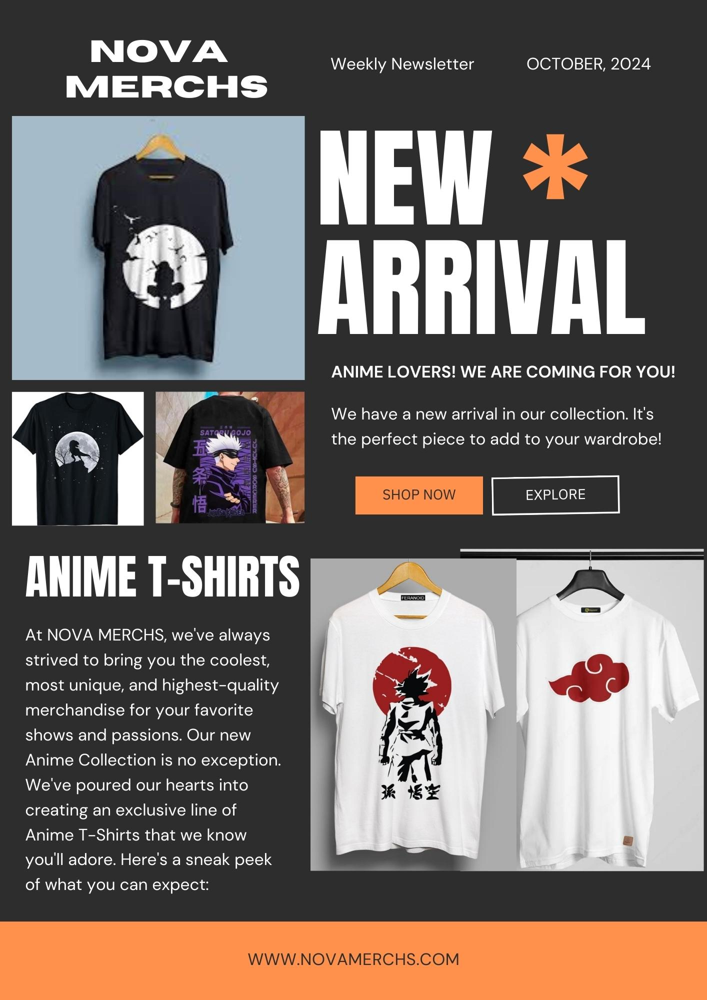 NOVA
MERCHS
Weekly Newsletter
OCTOBER, 2024
NEW *
ARRIVAL
ANIME LOVERS! WE ARE COMING FOR YOU!
We have a new arrival in our collection. It's
the perfect piece to add to your wardrobe!
SHOP NOW
EXPLORE
五条悟
SATORU GOJO
五
条
悟
JUJUTSU SORCERER
JUJUTSU KAISEN
ANIME T-SHIRTS
At NOVA MERCHS, we've always
strived to bring you the coolest,
most unique, and highest-quality
merchandise for your favorite
shows and passions. Our new
Anime Collection is no exception.
We've poured our hearts into
creating an exclusive line of
Anime T-Shirts that we know
you'll adore. Here's a sneak peek
of what you can expect:
FERANOID
孫 悟空
WWW.NOVAMERCHS.COM